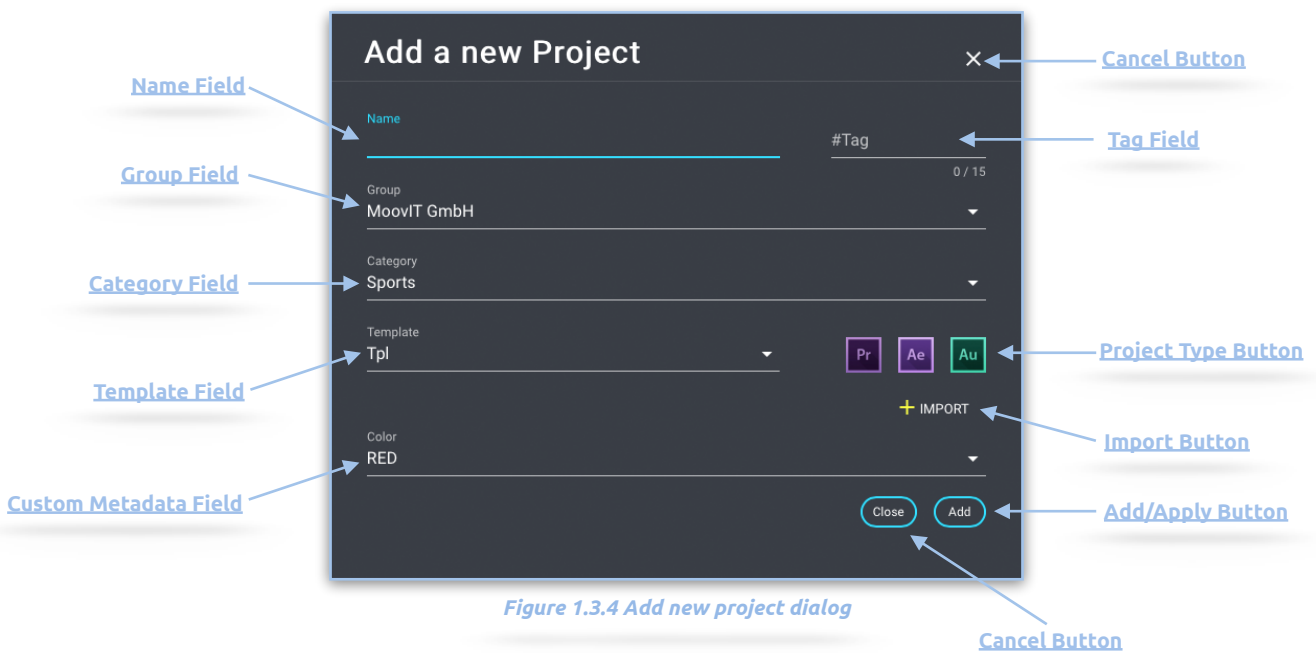 Add a new Project
Cancel Button
Name Field
Name
#Tag
Tag Field
0 / 15
Group Field
Group
MoovIT GmbH
Category Field
Category
Sports
Template Field
Template
Tpl
Pr
Ae
Au
Project Type Button
+ IMPORT
Import Button
Custom Metadata Field
Color
RED
Close
Add
Add/Apply Button
Figure 1.3.4 Add new project dialog
Cancel Button